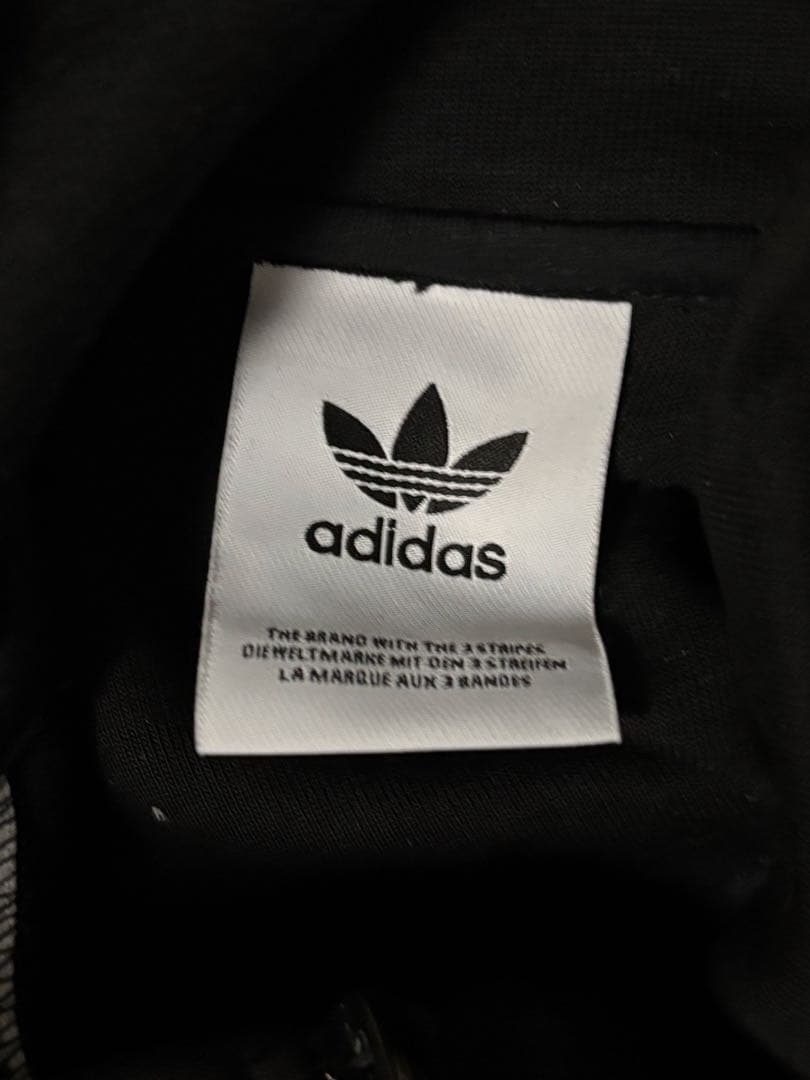 adidas
THE BRAND WITH THE 3 STRIPES
DIE WELTMARKE MIT DEN 3 STREIFEN
LA MARQUE AUX 3 BANDES